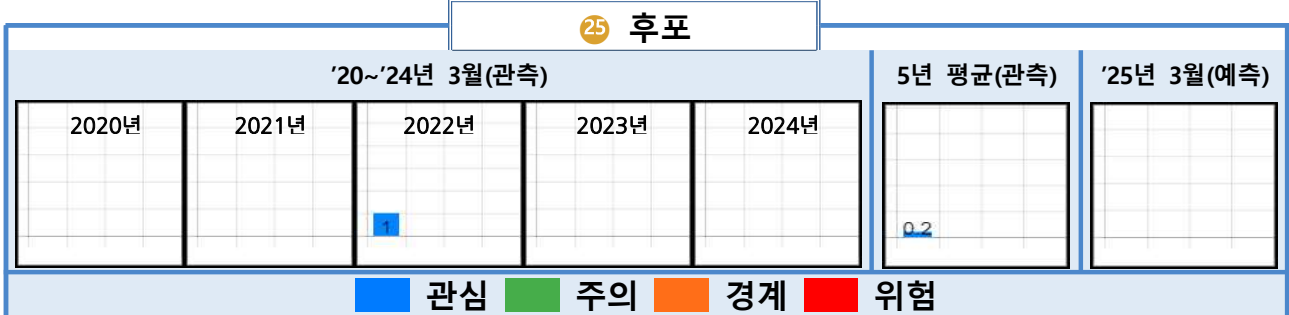 25 후포
’20~’24년 3월(관측) 5년 평균(관측) ’25년 3월(예측)
2020년 2021년 2022년 2023년 2024년
1 0.2
관심 주의 경계 위험